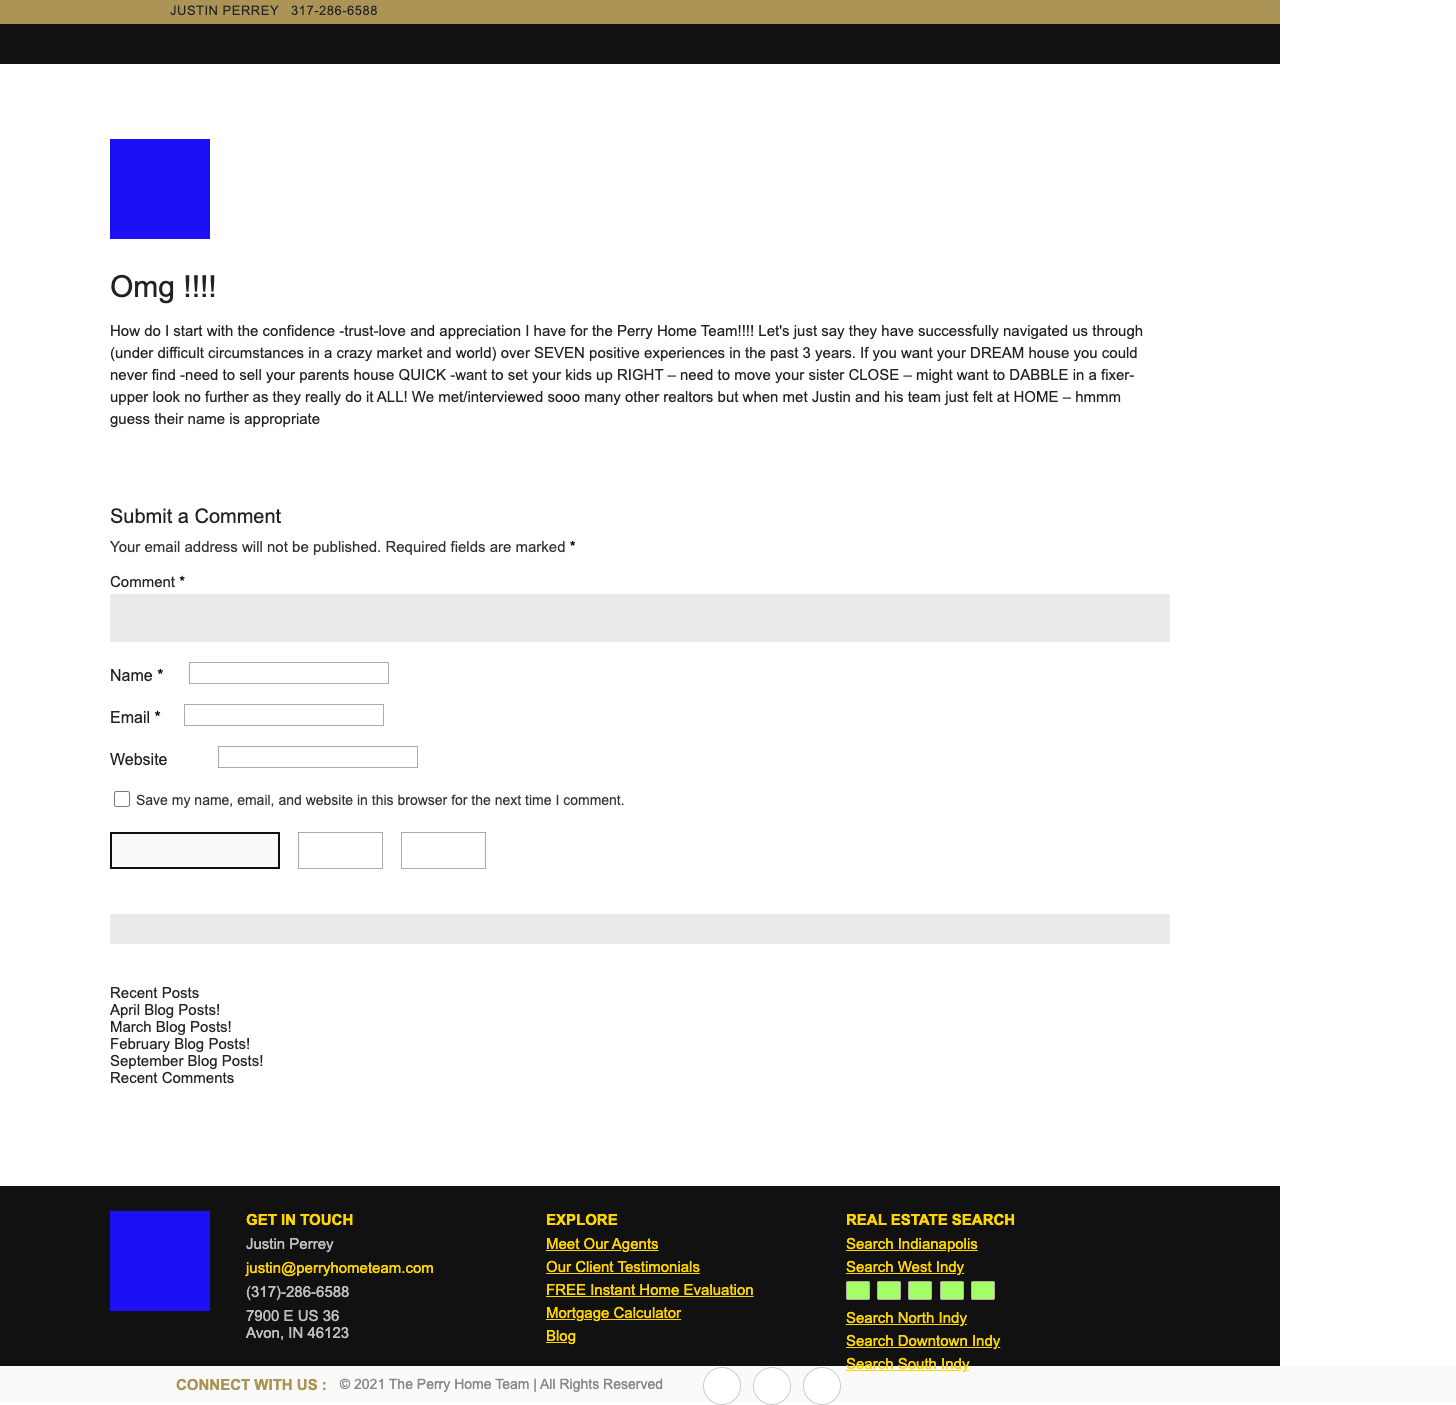 JUSTIN PERREY 317-286-6588
Omg !!!!
How do I start with the confidence -trust-love and appreciation I have for the Perry Home Team!!!! Let's just say they have successfully navigated us through
(under difficult circumstances in a crazy market and world) over SEVEN positive experiences in the past 3 years. If you want your DREAM house you could
never find -need to sell your parents house QUICK -want to set your kids up RIGHT – need to move your sister CLOSE – might want to DABBLE in a fixer-
upper look no further as they really do it ALL! We met/interviewed sooo many other realtors but when met Justin and his team just felt at HOME – hmmm
guess their name is appropriate
Submit a Comment
Your email address will not be published. Required fields are marked *
Comment *
Name *
Email *
Website
Save my name, email, and website in this browser for the next time I comment.
Recent Posts
April Blog Posts!
March Blog Posts!
February Blog Posts!
September Blog Posts!
Recent Comments
GET IN TOUCH
Justin Perrey
justin@perryhometeam.com
(317)-286-6588
7900 E US 36
Avon, IN 46123
EXPLORE
Meet Our Agents
Our Client Testimonials
FREE Instant Home Evaluation
Mortgage Calculator
Blog
REAL ESTATE SEARCH
Search Indianapolis
Search West Indy
Search North Indy
Search Downtown Indy
Search South Indy
CONNECT WITH US : © 2021 The Perry Home Team | All Rights Reserved